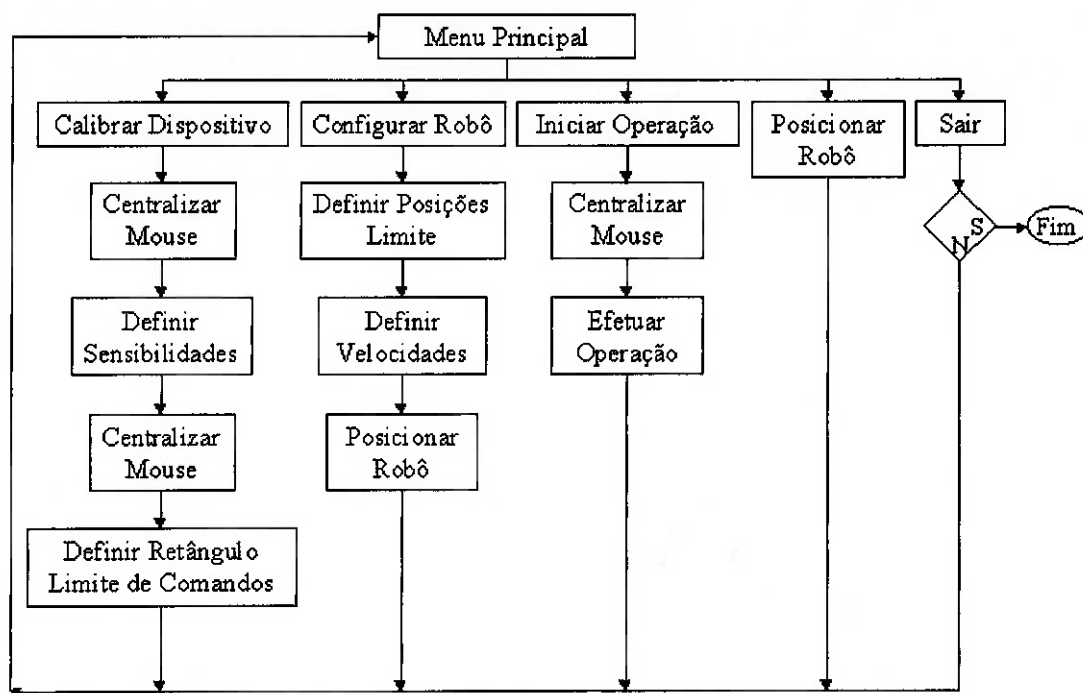 Menu Principal
Calibrar Dispositivo
Configurar Robô
Iniciar Operação
Posicionar
Robô
Sair
Centralizar
Mouse
Definir Posições
Limite
Centralizar
Mouse
S
N
Fim
Definir
Sensibilidades
Definir
Velocidades
Efetuar
Operação
Centralizar
Mouse
Posicionar
Robô
Definir Retângulo
Limite de Comandos